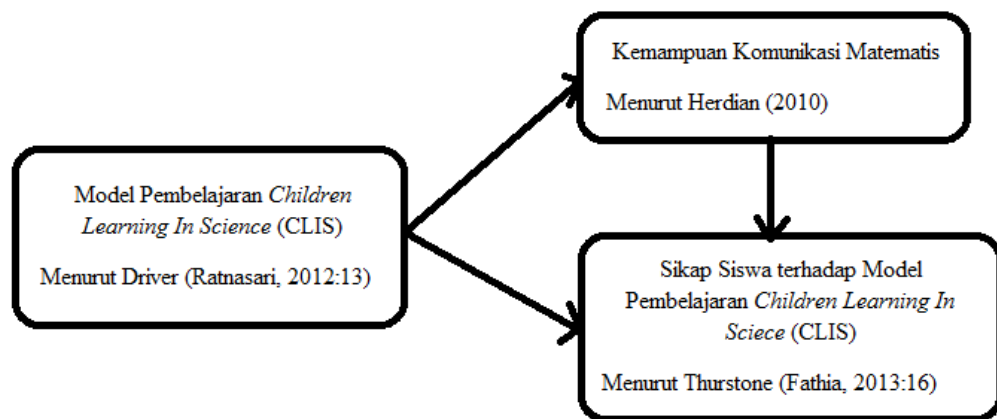 Kemampuan Komunikasi Matematis
Menurut Herdian (2010)
Model Pembelajaran Children
Learning In Science (CLIS)
Menurut Driver (Ratnasari, 2012:13)
Sikap Siswa terhadap Model
Pembelajaran Children Learning In
Sciece (CLIS)
Menurut Thurstone (Fathia, 2013:16)